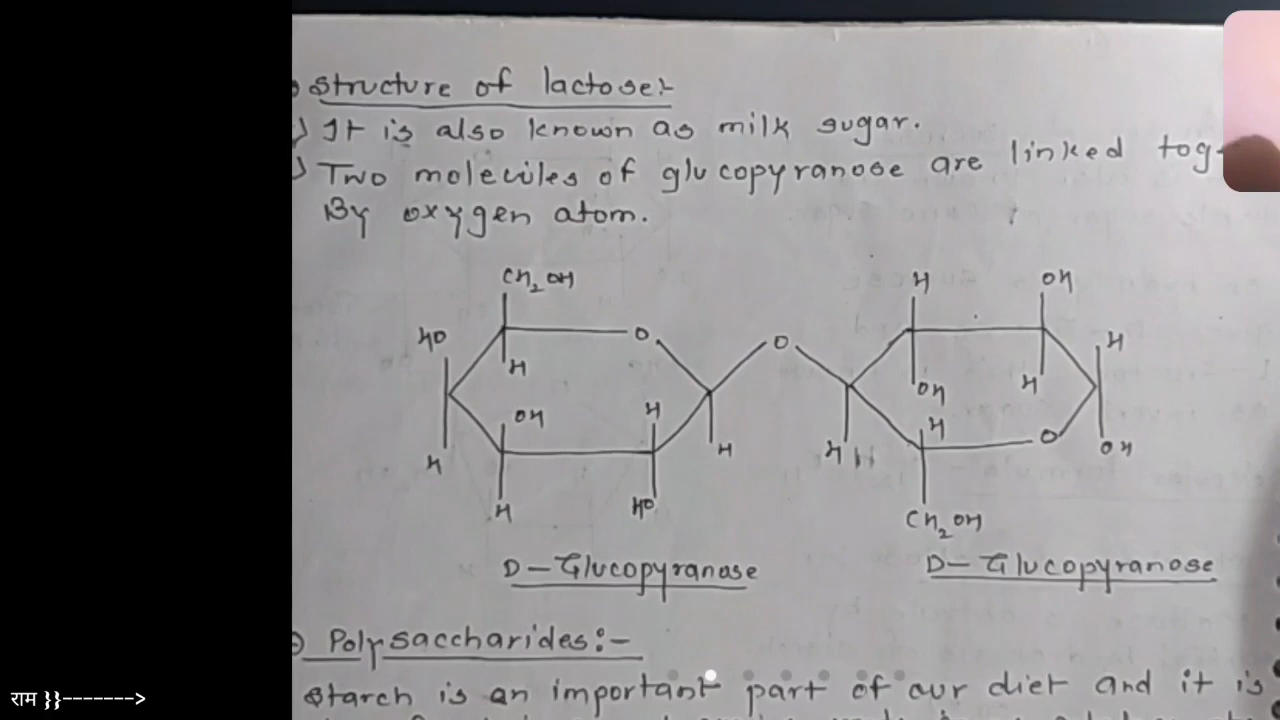 Structure of lactose:-
It is also known as milk sugar.
Two molecules of glucopyranose are linked tog
By oxygen atom.
CH2OH H OH
HO O O H
H OH H
OH H H
H H O OH
H HO CH2OH
D-Glucopyranose D-Glucopyranose
Polysaccharides:-
राम }}------->
Starch is an important part of our diet and it is